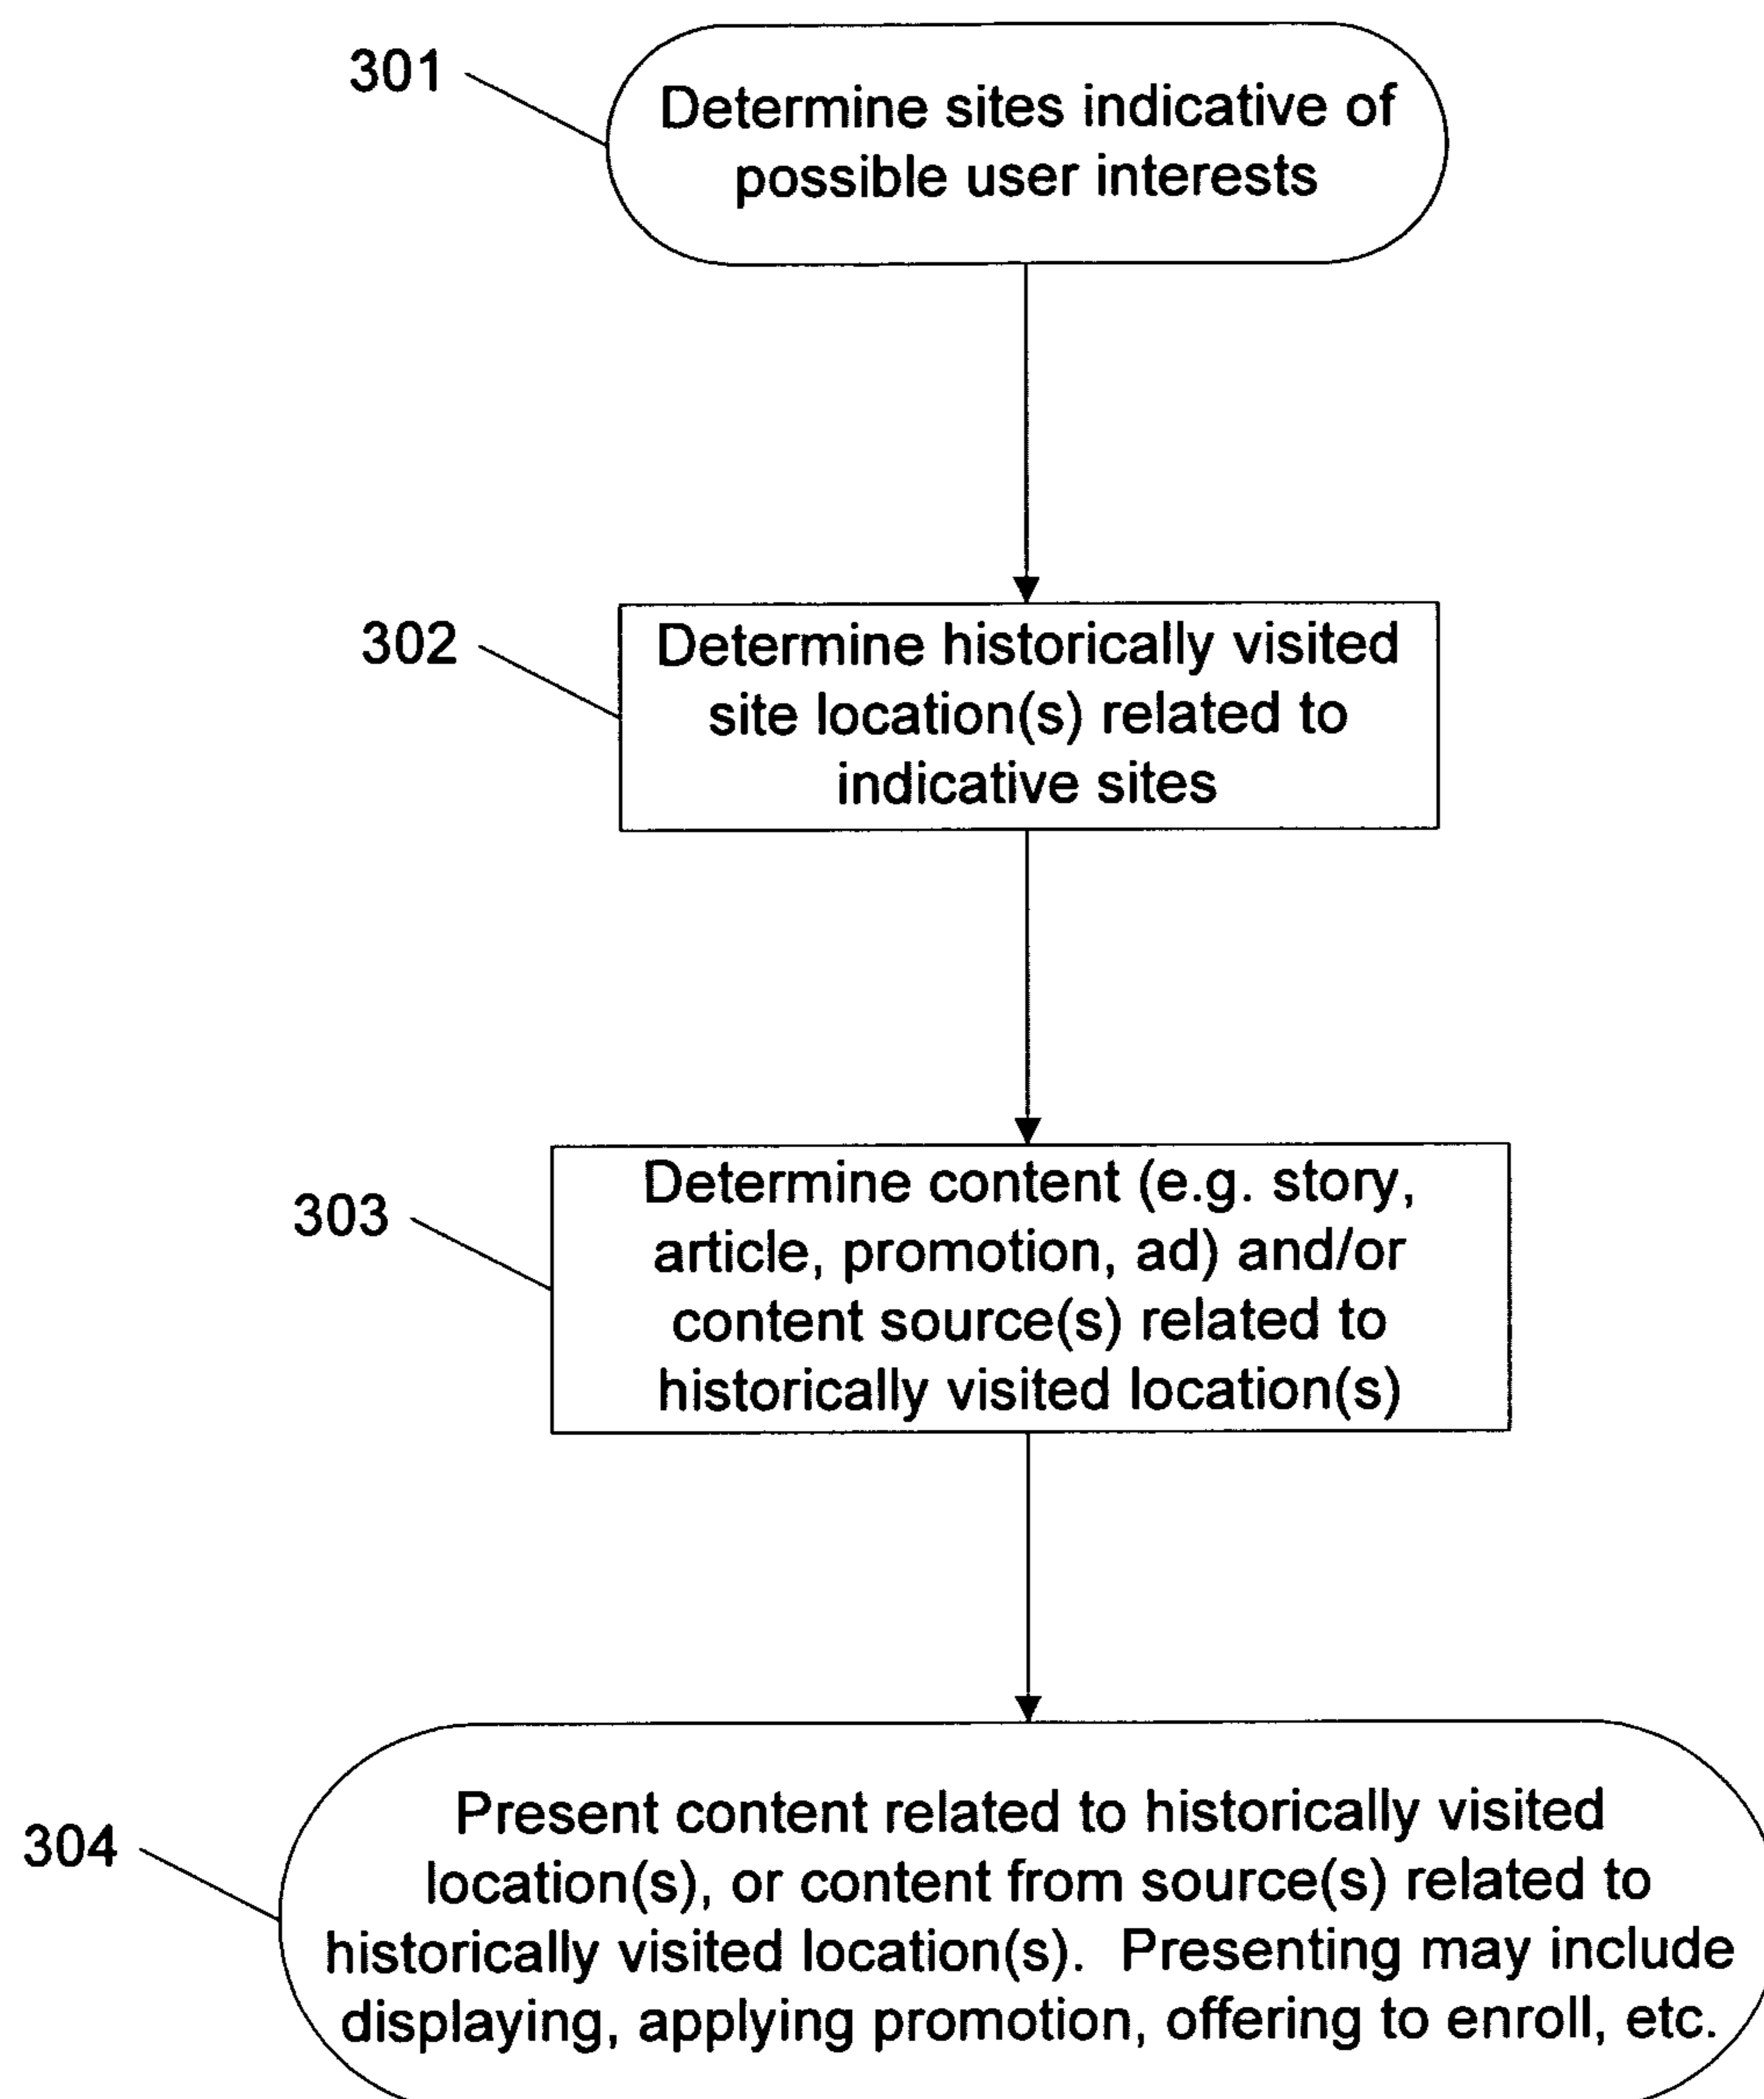 301
Determine sites indicative of
possible user interests
302
Determine historically visited
site location(s) related to
indicative sites
303
Determine content (e.g. story,
article, promotion, ad) and/or
content source(s) related to
historically visited location(s)
304
Present content related to historically visited
location(s), or content from source(s) related to
historically visited location(s).  Presenting may include
displaying, applying promotion, offering to enroll, etc.